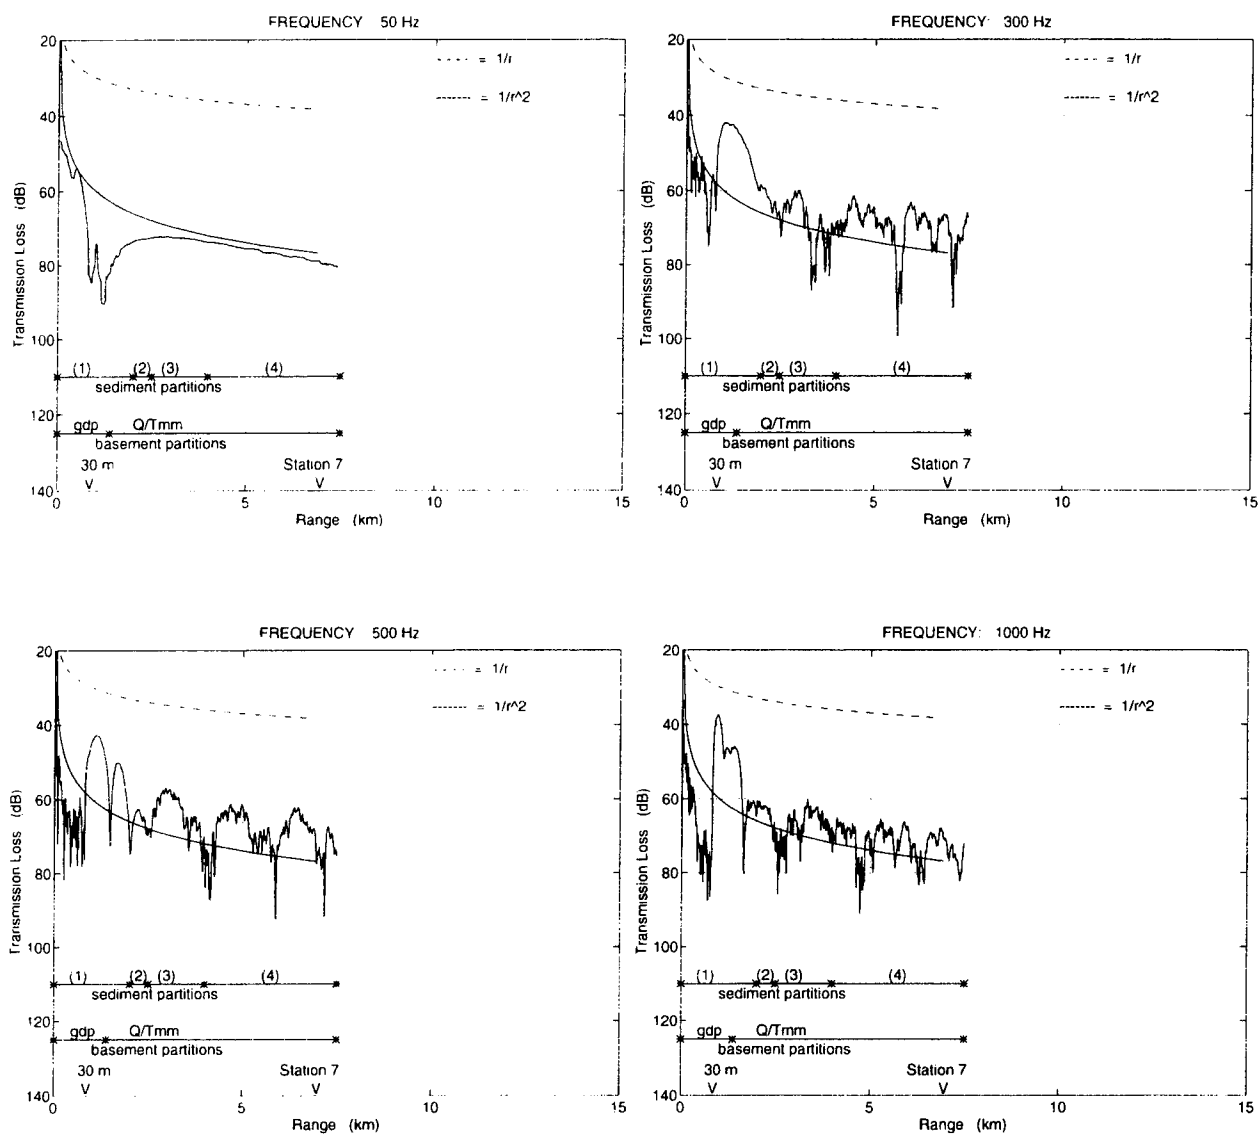 FREQUENCY 50 Hz
20
40
60
80
100
120
140
Transmission Loss (dB)
= 1/r
= 1/r^2
(1) (2) (3) (4)
sediment partitions
gdp Q/Tmm
basement partitions
30 m Station 7
V V
0 5 10 15
Range (km)
FREQUENCY: 300 Hz
20
40
60
80
100
120
140
Transmission Loss (dB)
= 1/r
= 1/r^2
(1) (2) (3) (4)
sediment partitions
gdp Q/Tmm
basement partitions
30 m Station 7
V V
0 5 10 15
Range (km)
FREQUENCY 500 Hz
20
40
60
80
100
120
140
Transmission Loss (dB)
= 1/r
= 1/r^2
(1) (2) (3) (4)
sediment partitions
gdp Q/Tmm
basement partitions
30 m Station 7
V V
0 5 10 15
Range (km)
FREQUENCY: 1000 Hz
20
40
60
80
100
120
140
Transmission Loss (dB)
= 1/r
= 1/r^2
(1) (2) (3) (4)
sediment partitions
gdp Q/Tmm
basement partitions
30 m Station 7
V V
0 5 10 15
Range (km)